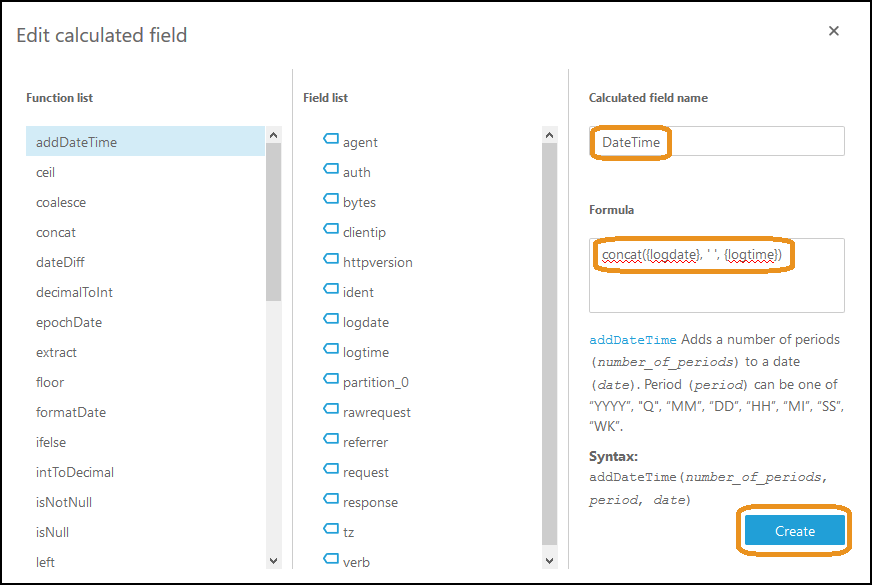 Edit calculated field
×
Function list
addDateTime
ceil
coalesce
concat
dateDiff
decimalToInt
epochDate
extract
floor
formatDate
ifelse
intToDecimal
isNotNull
isNull
left
Field list
agent
auth
bytes
clientip
httpversion
ident
logdate
logtime
partition_0
rawrequest
referrer
request
response
tz
verb
Calculated field name
DateTime
Formula
concat({logdate}, ' ', {logtime})
addDateTime Adds a number of periods
(number_of_periods) to a date
(date). Period (period) can be one of
“YYYY”, "Q", “MM”, “DD”, “HH”, “MI”, “SS”,
“WK”.
Syntax:
addDateTime(number_of_periods,
period, date)
Create